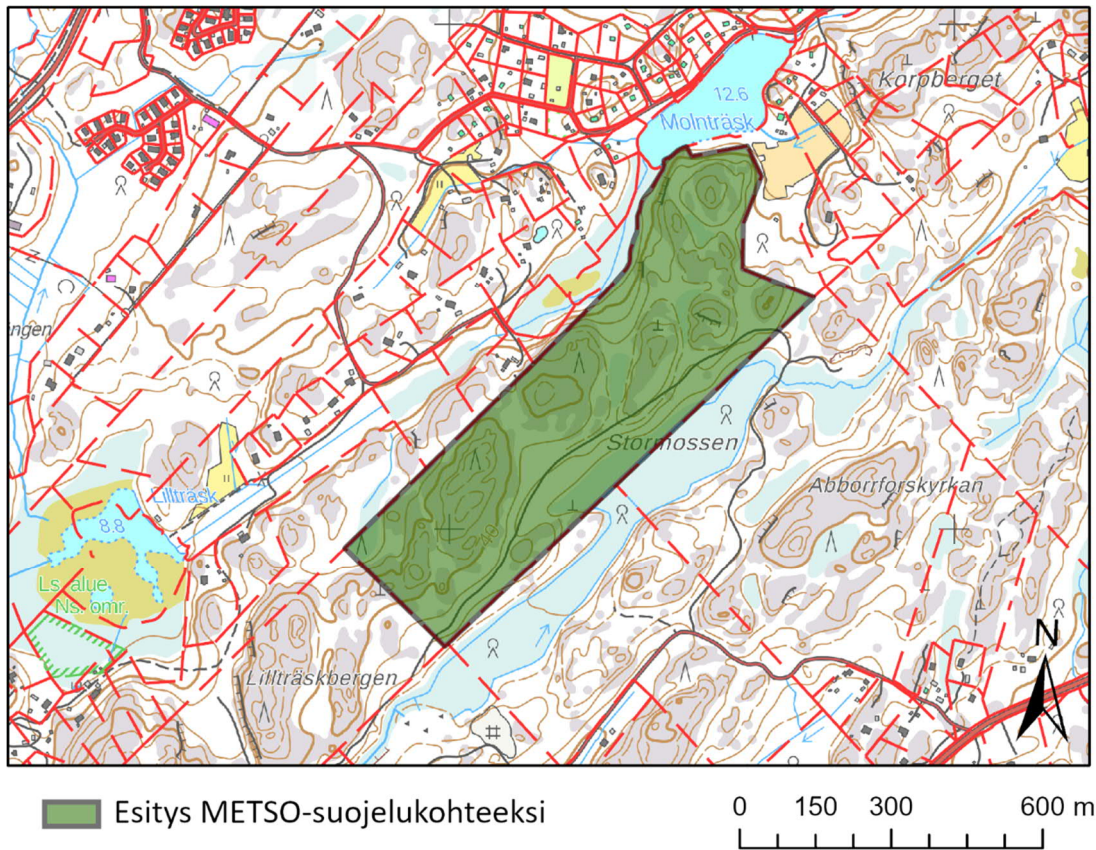 Korpberget
12.6
Molnträsk
ngen
Stormossen
Abborrforskyrkan
Lillträsk
8.8
Ls. alue
Ns. omr.
Lillträskbergen
N
Esitys METSO-suojelukohteeksi
0 150 300 600 m